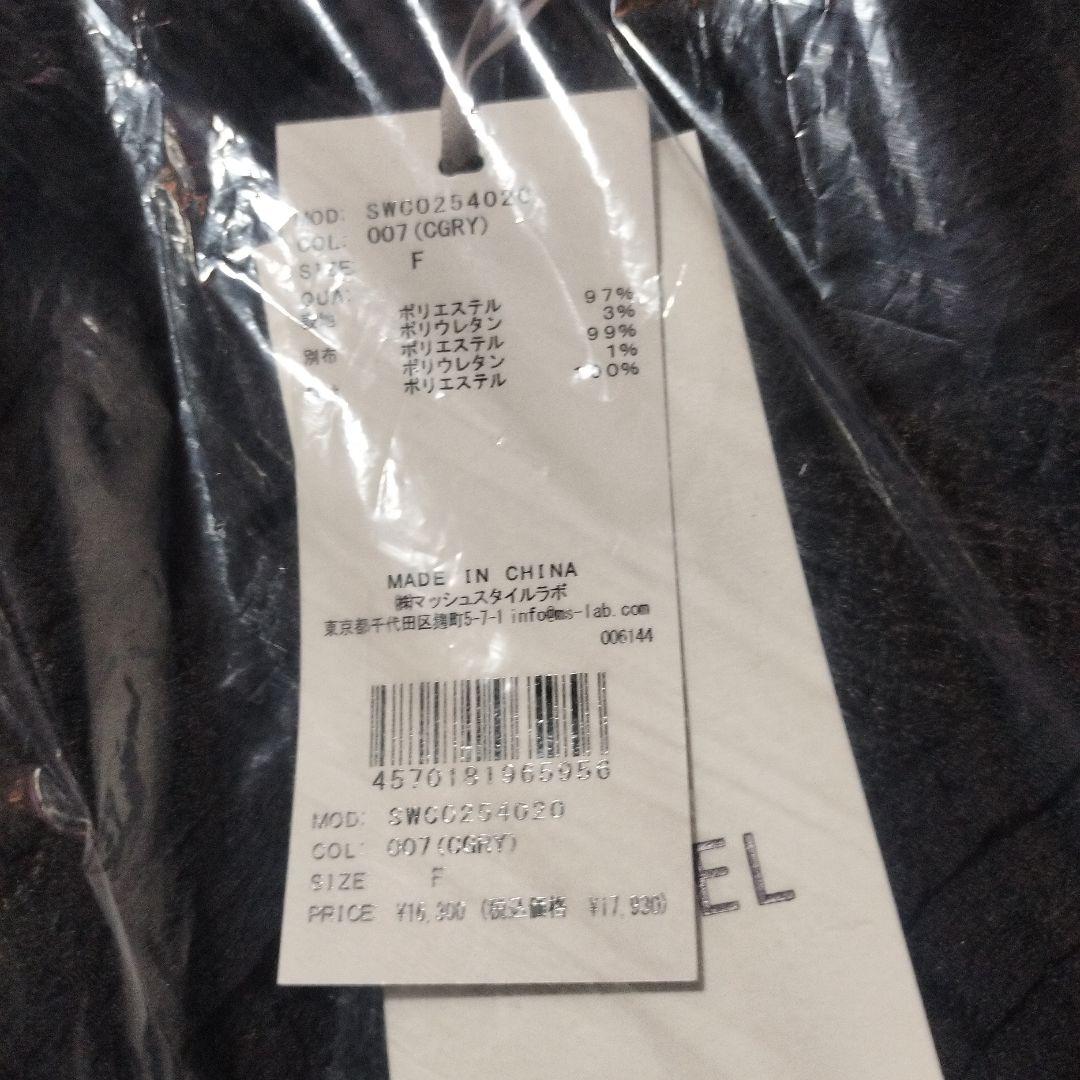 MOD: SWCO254020
COL: 007(CGRY)
SIZE F
QUA:
表地 ポリエステル 97%
ポリウレタン 3%
別布 ポリエステル 99%
ポリウレタン 1%
ポリエステル 100%
MADE IN CHINA
㈱マッシュスタイルラボ
東京都千代田区麹町5-7-1 info@ms-lab.com
006144
4570181965956
MOD: SWCO254020
COL: 007(CGRY)
SIZE F
PRICE ¥16,300 (税込価格 ¥17,930)
EL